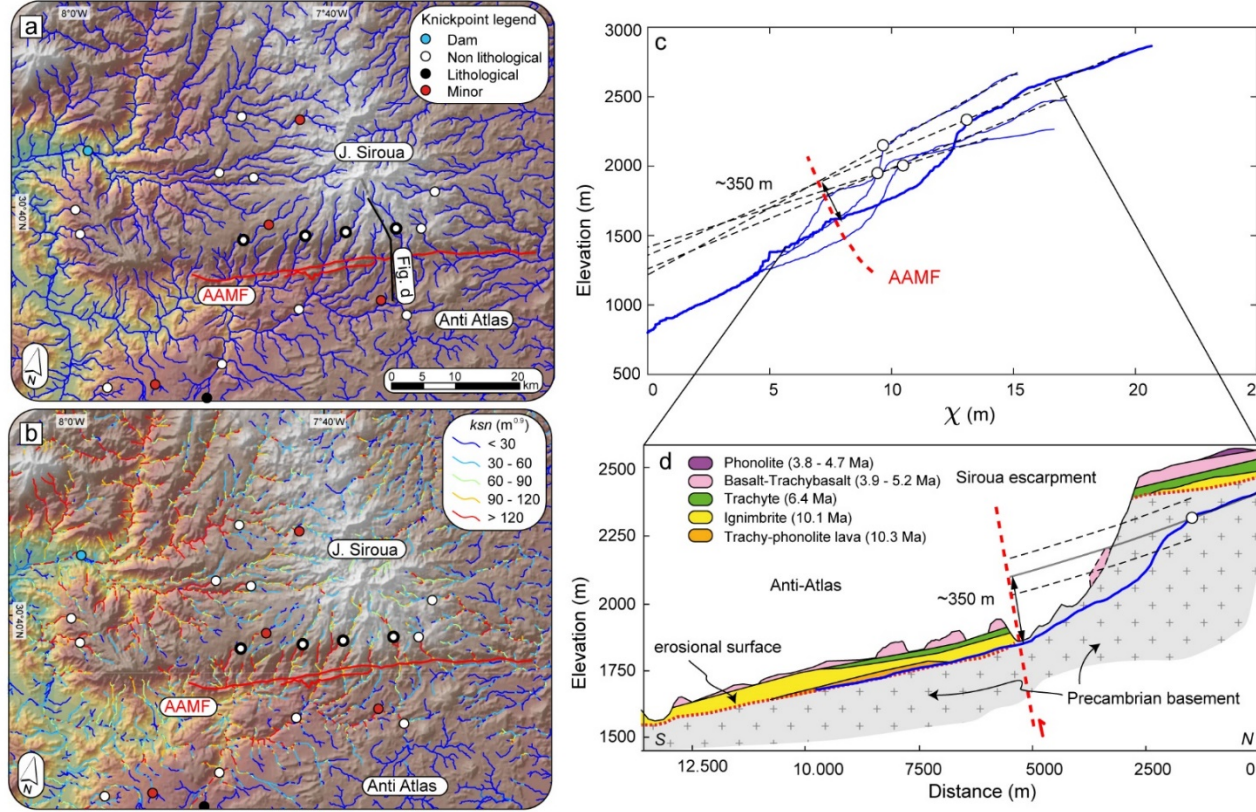 a
8°0'W
7°40'W
Knickpoint legend
Dam
Non lithological
Lithological
Minor
J. Siroua
30°40'N
AAMF
Fig. d
Anti Atlas
N
0 5 10 20
km
b
8°0'W
7°40'W
ksn (m^0.9)
< 30
30 - 60
60 - 90
90 - 120
> 120
J. Siroua
30°40'N
AAMF
Anti Atlas
N
c
3000
2500
2000
1500
1000
500
Elevation (m)
~350 m
AAMF
0 5 10 15 20 25
χ (m)
d
Phonolite (3.8 - 4.7 Ma)
Basalt-Trachybasalt (3.9 - 5.2 Ma)
Trachyte (6.4 Ma)
Ignimbrite (10.1 Ma)
Trachy-phonolite lava (10.3 Ma)
Siroua escarpment
Anti-Atlas
~350 m
erosional surface
Precambrian basement
2500
2250
2000
1750
1500
Elevation (m)
S
N
12.500 10.000 7500 5000 2500 0
Distance (m)